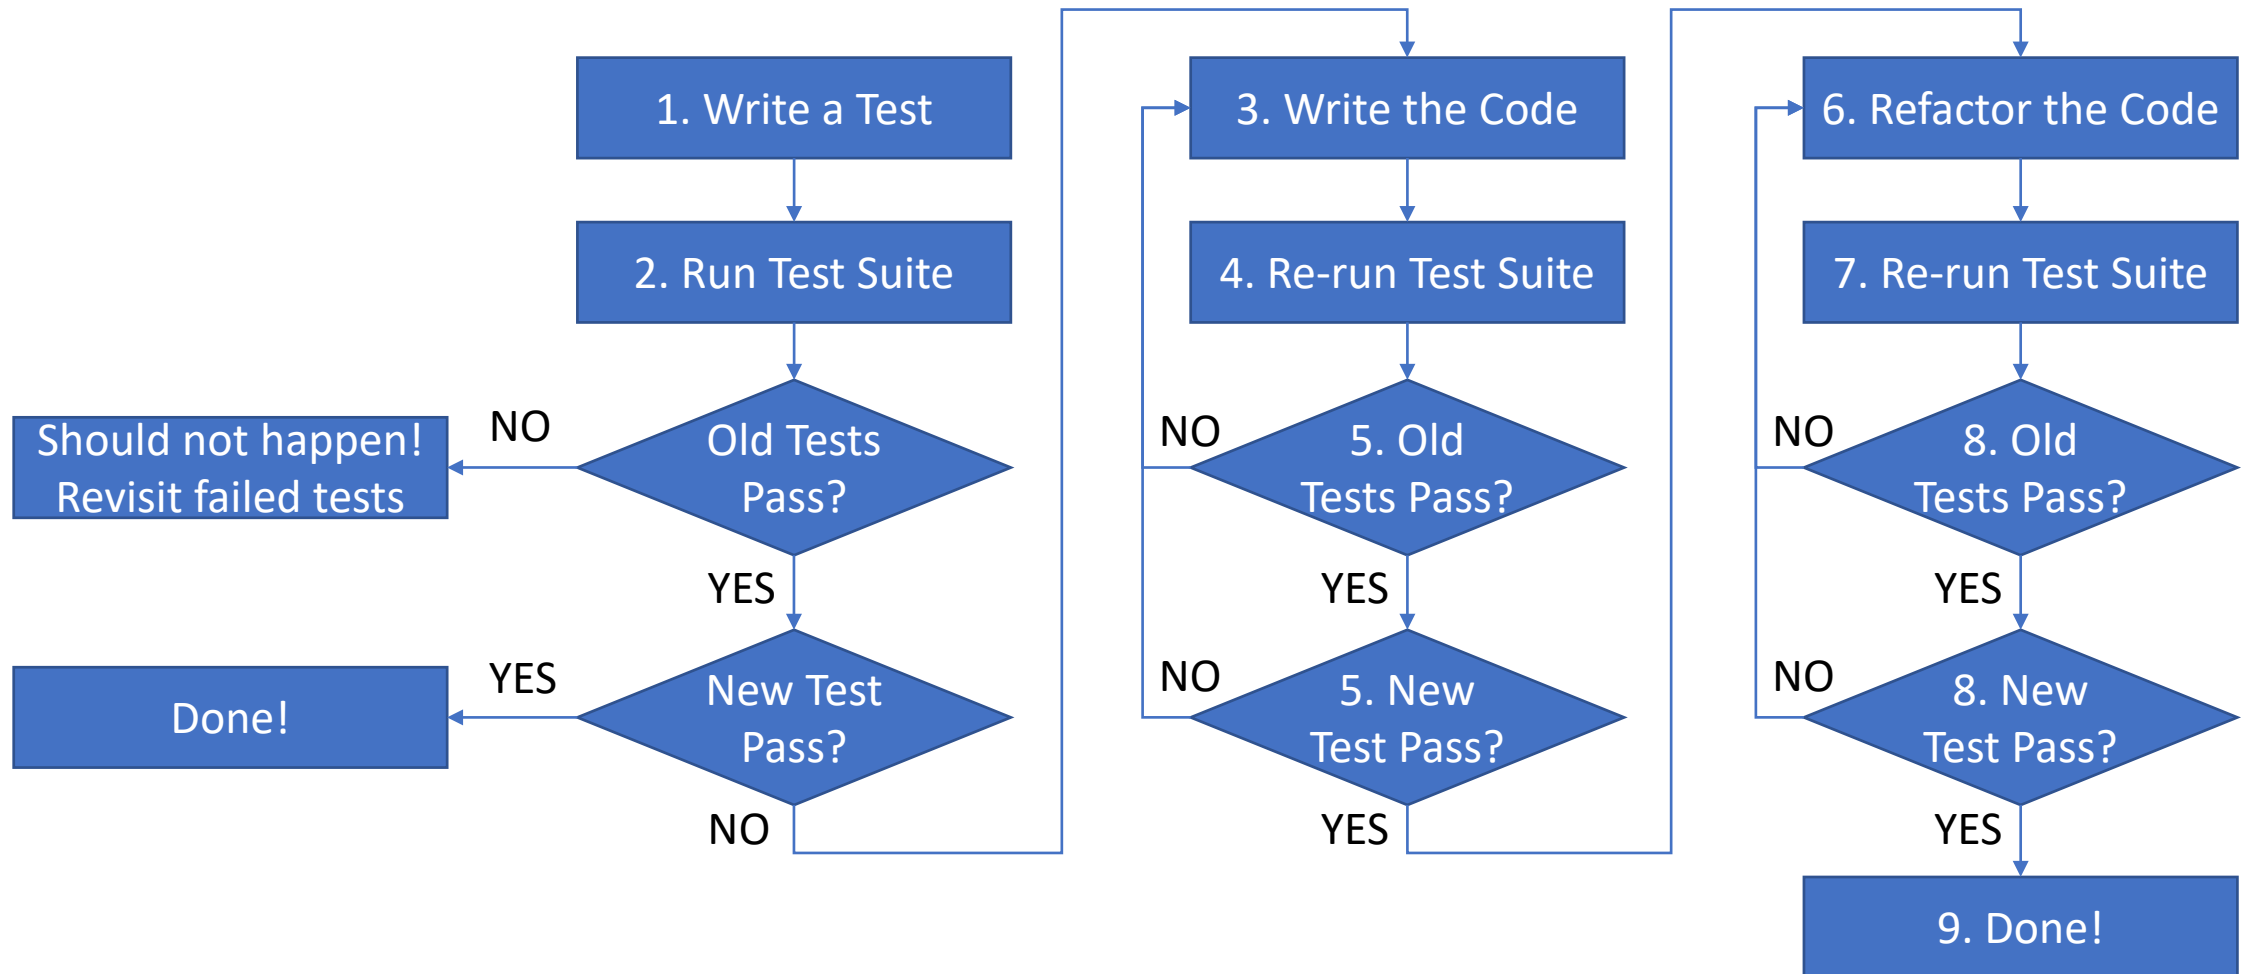 1. Write a Test
2. Run Test Suite
Old Tests
Pass?
NO
Should not happen!
Revisit failed tests
YES
New Test
Pass?
YES
Done!
NO
3. Write the Code
4. Re-run Test Suite
5. Old
Tests Pass?
NO
YES
5. New
Test Pass?
NO
YES
6. Refactor the Code
7. Re-run Test Suite
8. Old
Tests Pass?
NO
YES
8. New
Test Pass?
NO
YES
9. Done!